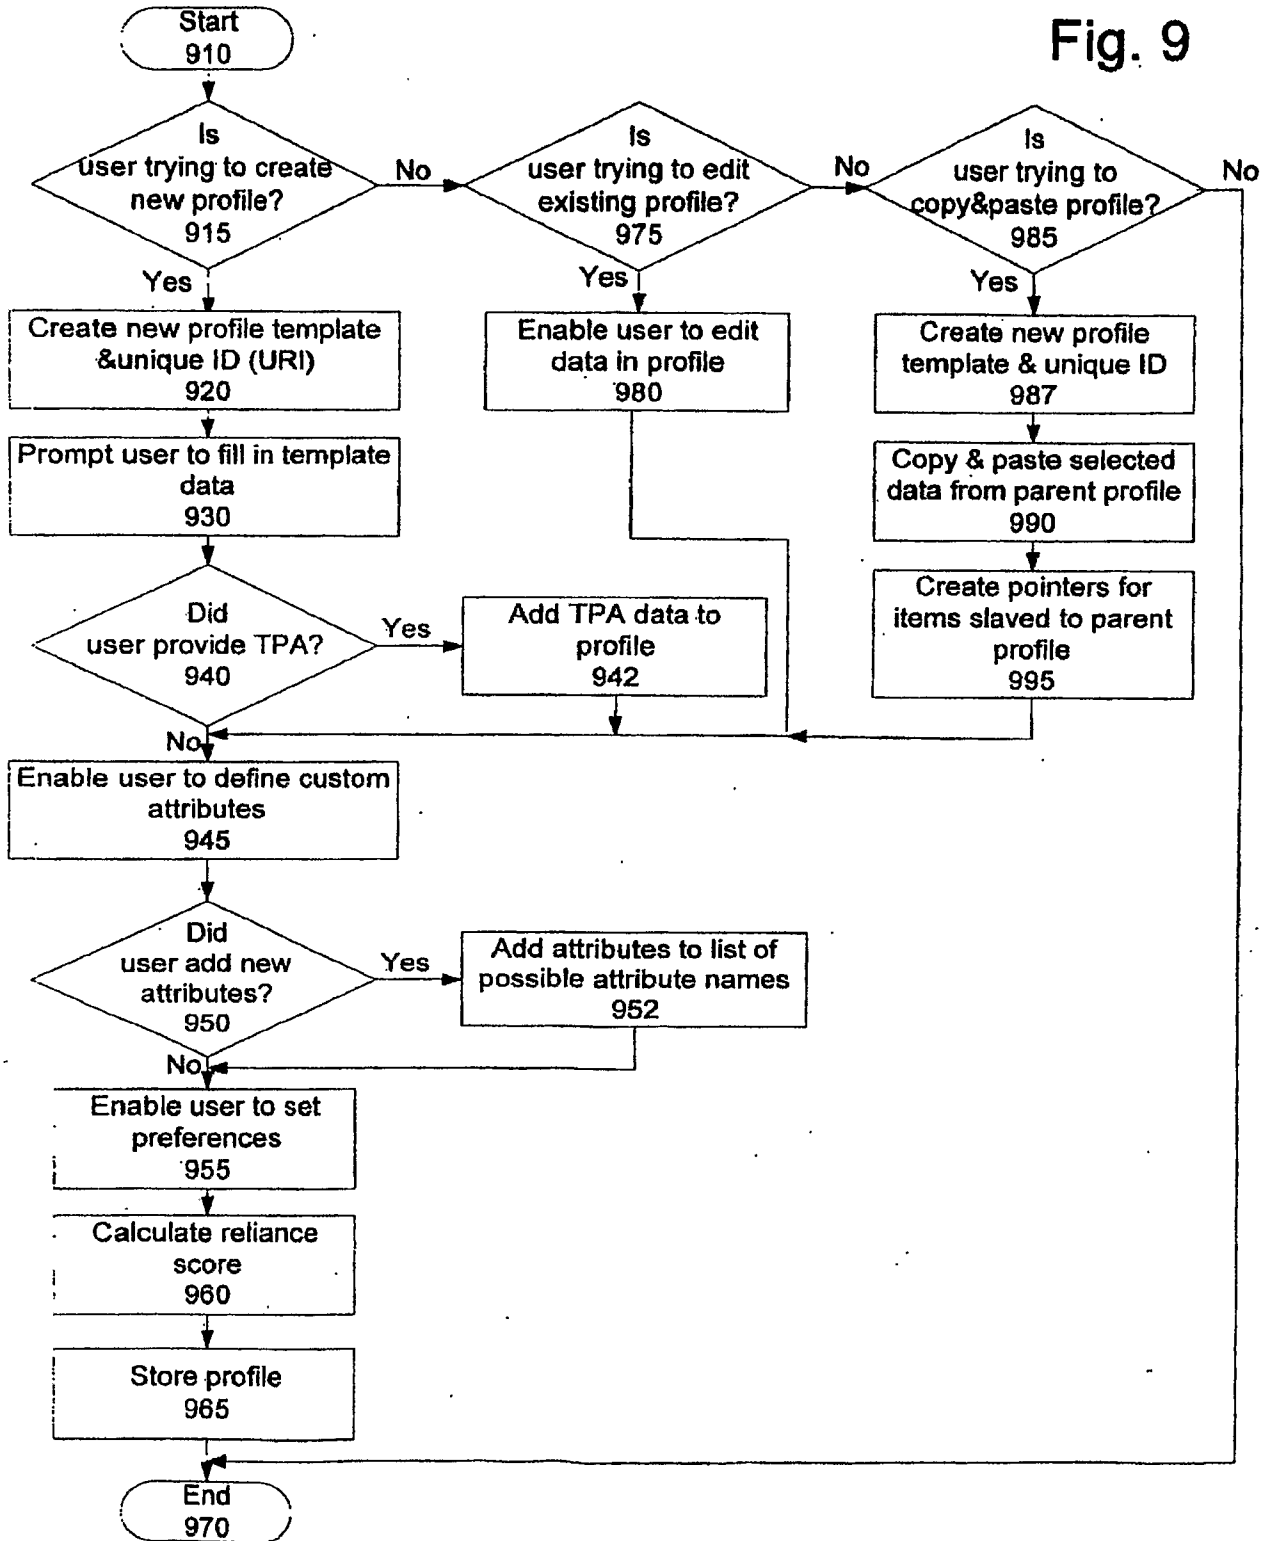 Fig. 9
Start
910
Is
user trying to create
new profile?
915
No
Yes
Is
user trying to edit
existing profile?
975
No
Yes
Is
user trying to
copy&paste profile?
985
No
Yes
Create new profile template
&unique ID (URI)
920
Enable user to edit
data in profile
980
Create new profile
template & unique ID
987
Prompt user to fill in template
data
930
Copy & paste selected
data from parent profile
990
Did
user provide TPA?
940
Yes
No
Add TPA data to
profile
942
Create pointers for
items slaved to parent
profile
995
Enable user to define custom
attributes
945
Did
user add new
attributes?
950
Yes
No
Add attributes to list of
possible attribute names
952
Enable user to set
preferences
955
Calculate reliance
score
960
Store profile
965
End
970